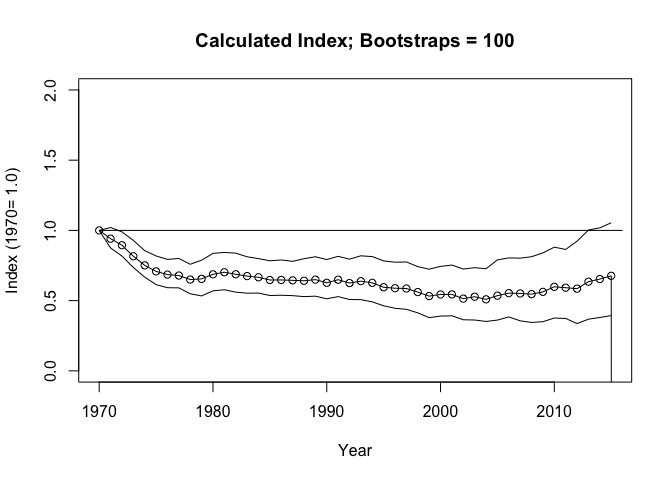 Calculated Index; Bootstraps = 100
Index (1970= 1.0)
2.0
1.5
1.0
0.5
0.0
1970 1980 1990 2000 2010
Year